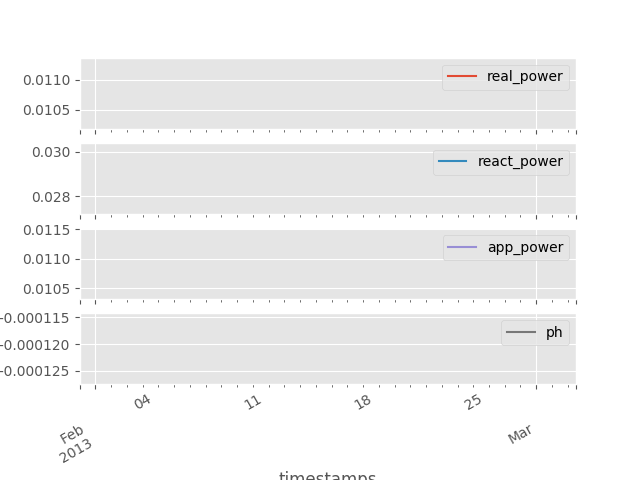 0.0110
0.0105
real_power
0.030
0.028
react_power
0.0115
0.0110
0.0105
app_power
-0.000115
-0.000120
-0.000125
ph
Feb
2013
04
11
18
25
Mar
timestamps